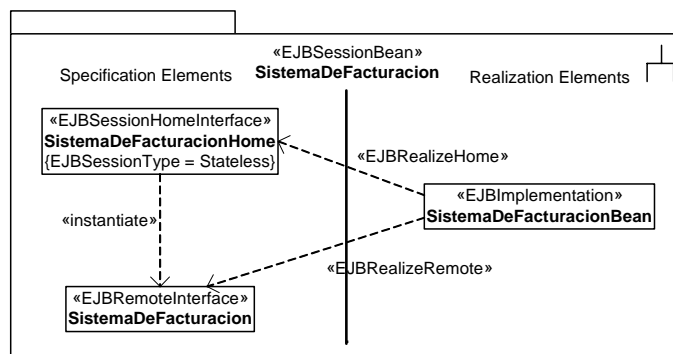 «EJBSessionBean»
SistemaDeFacturacion
Specification Elements
Realization Elements
«EJBSessionHomeInterface»
SistemaDeFacturacionHome
{EJBSessionType = Stateless}
«EJBRealizeHome»
«EJBImplementation»
SistemaDeFacturacionBean
«instantiate»
«EJBRealizeRemote»
«EJBRemoteInterface»
SistemaDeFacturacion